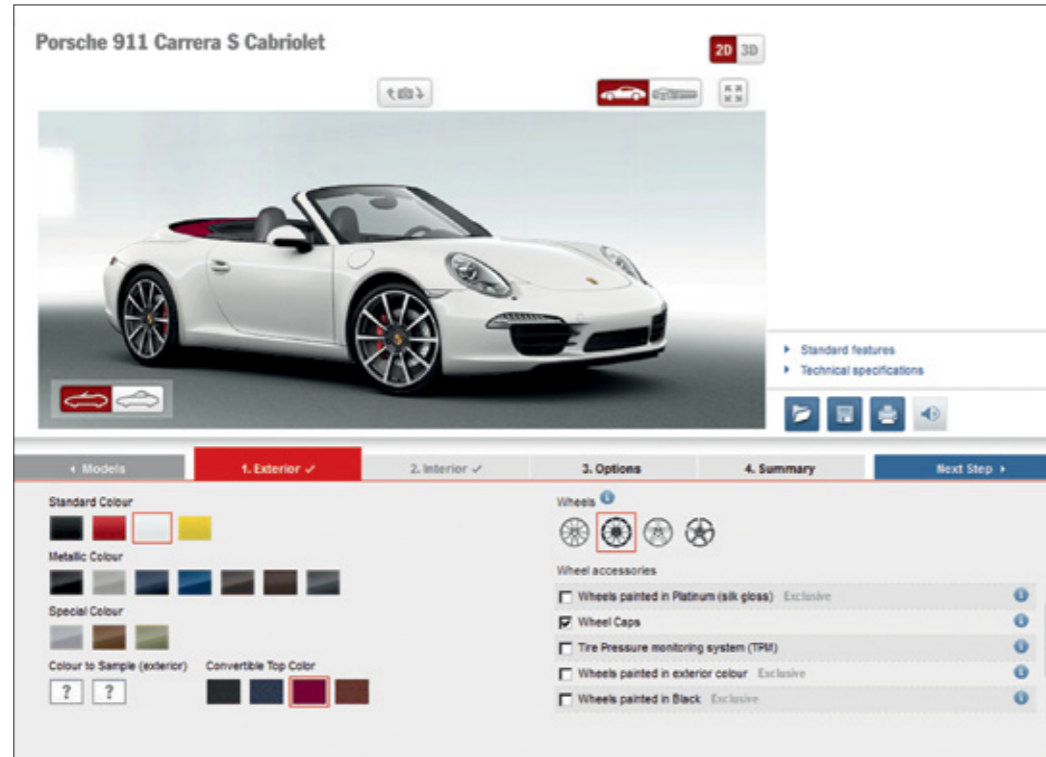 Porsche 911 Carrera S Cabriolet
2D 3D
Standard features
Technical specifications
Models
1. Exterior ✓
2. Interior ✓
3. Options
4. Summary
Next Step
Standard Colour
Metallic Colour
Special Colour
Colour to Sample (exterior)
? ?
Convertible Top Color
Wheels
Wheel accessories
Wheels painted in Platinum (silk gloss) Exclusive
Wheel Caps
Tire Pressure monitoring system (TPM)
Wheels painted in exterior colour Exclusive
Wheels painted in Black Exclusive